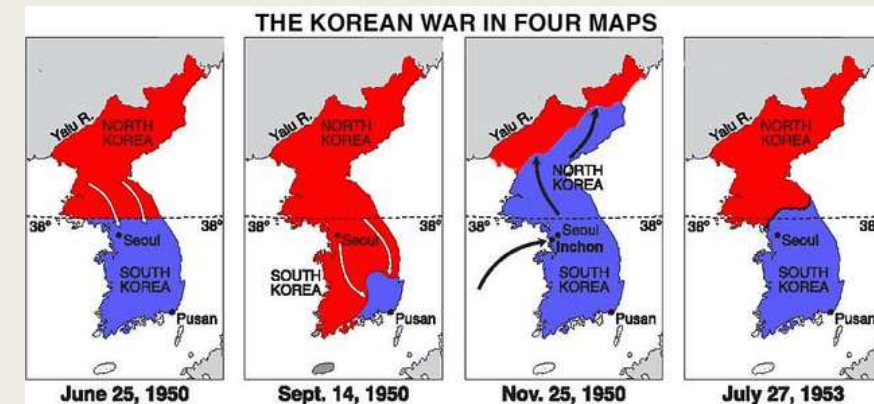 THE KOREAN WAR IN FOUR MAPS
Yalu R.
NORTH
KOREA
38°
Seoul
SOUTH
KOREA
Pusan
June 25, 1950
Yalu R.
NORTH
KOREA
38°
38°
Seoul
SOUTH
KOREA
Pusan
Sept. 14, 1950
Yalu R.
NORTH
KOREA
38°
38°
Seoul
Inchon
SOUTH
KOREA
Pusan
Nov. 25, 1950
Yalu R.
NORTH
KOREA
38°
38°
Seoul
SOUTH
KOREA
Pusan
July 27, 1953